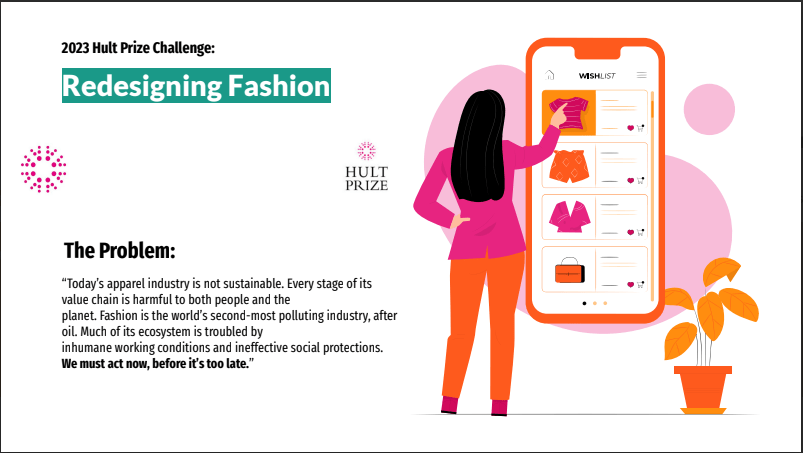 2023 Hult Prize Challenge:
Redesigning Fashion
WISHLIST
HULT
PRIZE
The Problem:
“Today’s apparel industry is not sustainable. Every stage of its
value chain is harmful to both people and the
planet. Fashion is the world’s second-most polluting industry, after
oil. Much of its ecosystem is troubled by
inhumane working conditions and ineffective social protections.
We must act now, before it’s too late.”